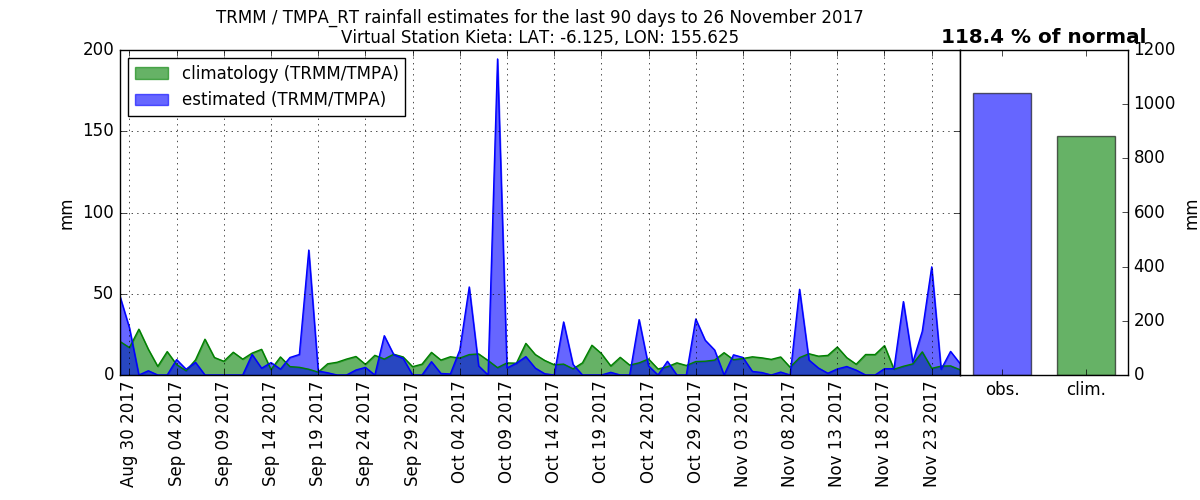 TRMM / TMPA_RT rainfall estimates for the last 90 days to 26 November 2017
Virtual Station Kieta: LAT: -6.125, LON: 155.625
118.4 % of normal
climatology (TRMM/TMPA)
estimated (TRMM/TMPA)
200
150
100
50
0
mm
1200
1000
800
600
400
200
0
mm
Aug 30 2017
Sep 04 2017
Sep 09 2017
Sep 14 2017
Sep 19 2017
Sep 24 2017
Sep 29 2017
Oct 04 2017
Oct 09 2017
Oct 14 2017
Oct 19 2017
Oct 24 2017
Oct 29 2017
Nov 03 2017
Nov 08 2017
Nov 13 2017
Nov 18 2017
Nov 23 2017
obs.
clim.